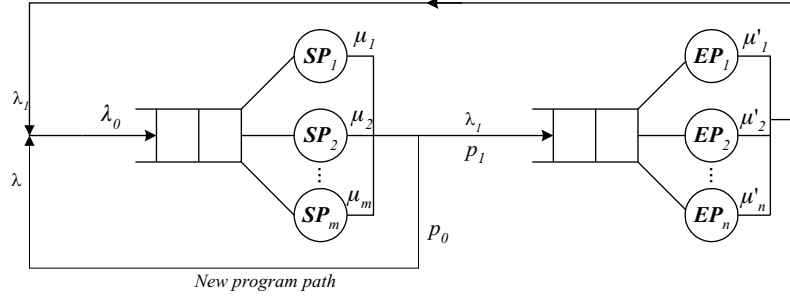 SP₁ μ₁ EP₁ μ'₁
λ₁ λ₀ SP₂ μ₂ λ₁ EP₂ μ'₂
λ p₁
SPₘ μₘ EPₙ μ'ₙ
p₀
New program path